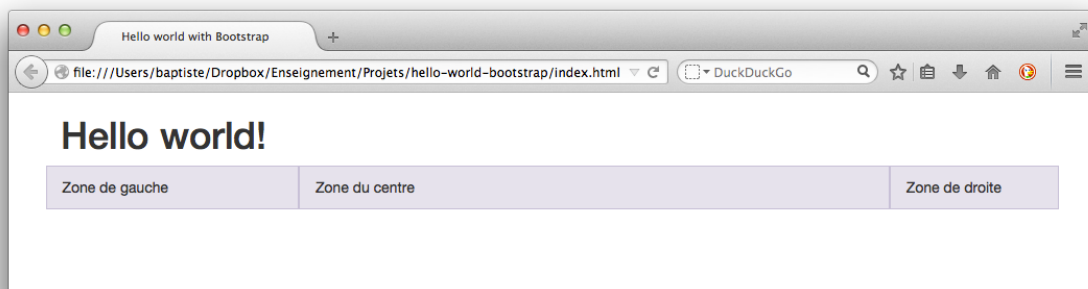 Hello world with Bootstrap
file:///Users/baptiste/Dropbox/Enseignement/Projets/hello-world-bootstrap/index.html DuckDuckGo
Hello world!
Zone de gauche Zone du centre Zone de droite